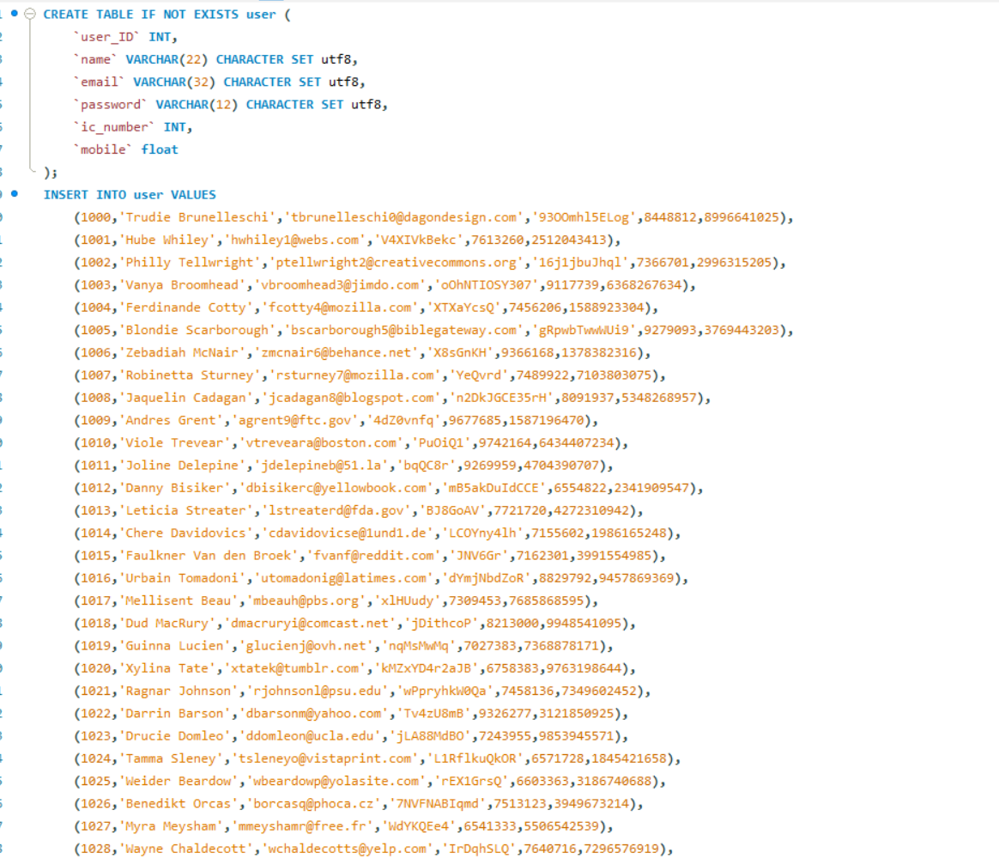 CREATE TABLE IF NOT EXISTS user (
`user_ID` INT,
`name` VARCHAR(22) CHARACTER SET utf8,
`email` VARCHAR(32) CHARACTER SET utf8,
`password` VARCHAR(12) CHARACTER SET utf8,
`ic_number` INT,
`mobile` float
);
INSERT INTO user VALUES
(1000,'Trudie Brunelleschi','tbrunelleschi0@dagondesign.com','93OOmhl5ELog',8448812,8996641025),
(1001,'Hube Whiley','hwhiley1@webs.com','V4XIVkBekc',7613260,2512043413),
(1002,'Philly Tellwright','ptellwright2@creativecommons.org','16j1jbuJhql',7366701,2996315205),
(1003,'Vanya Broomhead','vbroomhead3@jimdo.com','oOhNTIOSY307',9117739,6368267634),
(1004,'Ferdinande Cotty','fcotty4@mozilla.com','XTXaYcsQ',7456206,1588923304),
(1005,'Blondie Scarborough','bscarborough5@biblegateway.com','gRpwbTwwWUi9',9279093,3769443203),
(1006,'Zebadiah McNair','zmcnair6@behance.net','X8sGnKH',9366168,1378382316),
(1007,'Robinetta Sturney','rsturney7@mozilla.com','YeQvrd',7489922,7103803075),
(1008,'Jaquelin Cadagan','jcadagan8@blogspot.com','n2DkJGCE35rH',8091937,5348268957),
(1009,'Andres Grent','agrent9@ftc.gov','4dZ0vnfq',9677685,1587196470),
(1010,'Viole Trevear','vtreveara@boston.com','PuOiQ1',9742164,6434407234),
(1011,'Joline Delepine','jdelepineb@51.la','bqQC8r',9269959,4704390707),
(1012,'Danny Bisiker','dbisikerc@yellowbook.com','mB5akDuIdCCE',6554822,2341909547),
(1013,'Leticia Streater','lstreaterd@fda.gov','BJ8GoAV',7721720,4272310942),
(1014,'Chere Davidovics','cdavidovicse@1und1.de','LCOYny4lh',7155602,1986165248),
(1015,'Faulkner Van den Broek','fvanf@reddit.com','JNV6Gr',7162301,3991554985),
(1016,'Urbain Tomadoni','utomadonig@latimes.com','dYmjNbdZoR',8829792,9457869369),
(1017,'Mellisent Beau','mbeauh@pbs.org','xlHUudy',7309453,7685868595),
(1018,'Dud MacRury','dmacruryi@comcast.net','jDithcoP',8213000,9948541095),
(1019,'Guinna Lucien','glucienj@ovh.net','nqMsMwMq',7027383,7368878171),
(1020,'Xylina Tate','xtatek@tumblr.com','kMZxYD4r2aJB',6758383,9763198644),
(1021,'Ragnar Johnson','rjohnsonl@psu.edu','wPpryhkW0Qa',7458136,7349602452),
(1022,'Darrin Barson','dbarsonm@yahoo.com','Tv4zU8mB',9326277,3121850925),
(1023,'Drucie Domleo','ddomleon@ucla.edu','jLA88MdBO',7243955,9853945571),
(1024,'Tamma Sleney','tsleneyo@vistaprint.com','L1RflkuQkOR',6571728,1845421658),
(1025,'Weider Beardow','wbeardowp@yolasite.com','rEX1GrsQ',6603363,3186740688),
(1026,'Benedikt Orcas','borcasq@phoca.cz','7NVFNABIqmd',7513123,3949673214),
(1027,'Myra Meysham','mmeyshamr@free.fr','WdYKQEe4',6541333,5506542539),
(1028,'Wayne Chaldecott','wchaldecotts@yelp.com','IrDqhSLQ',7640716,7296576919),